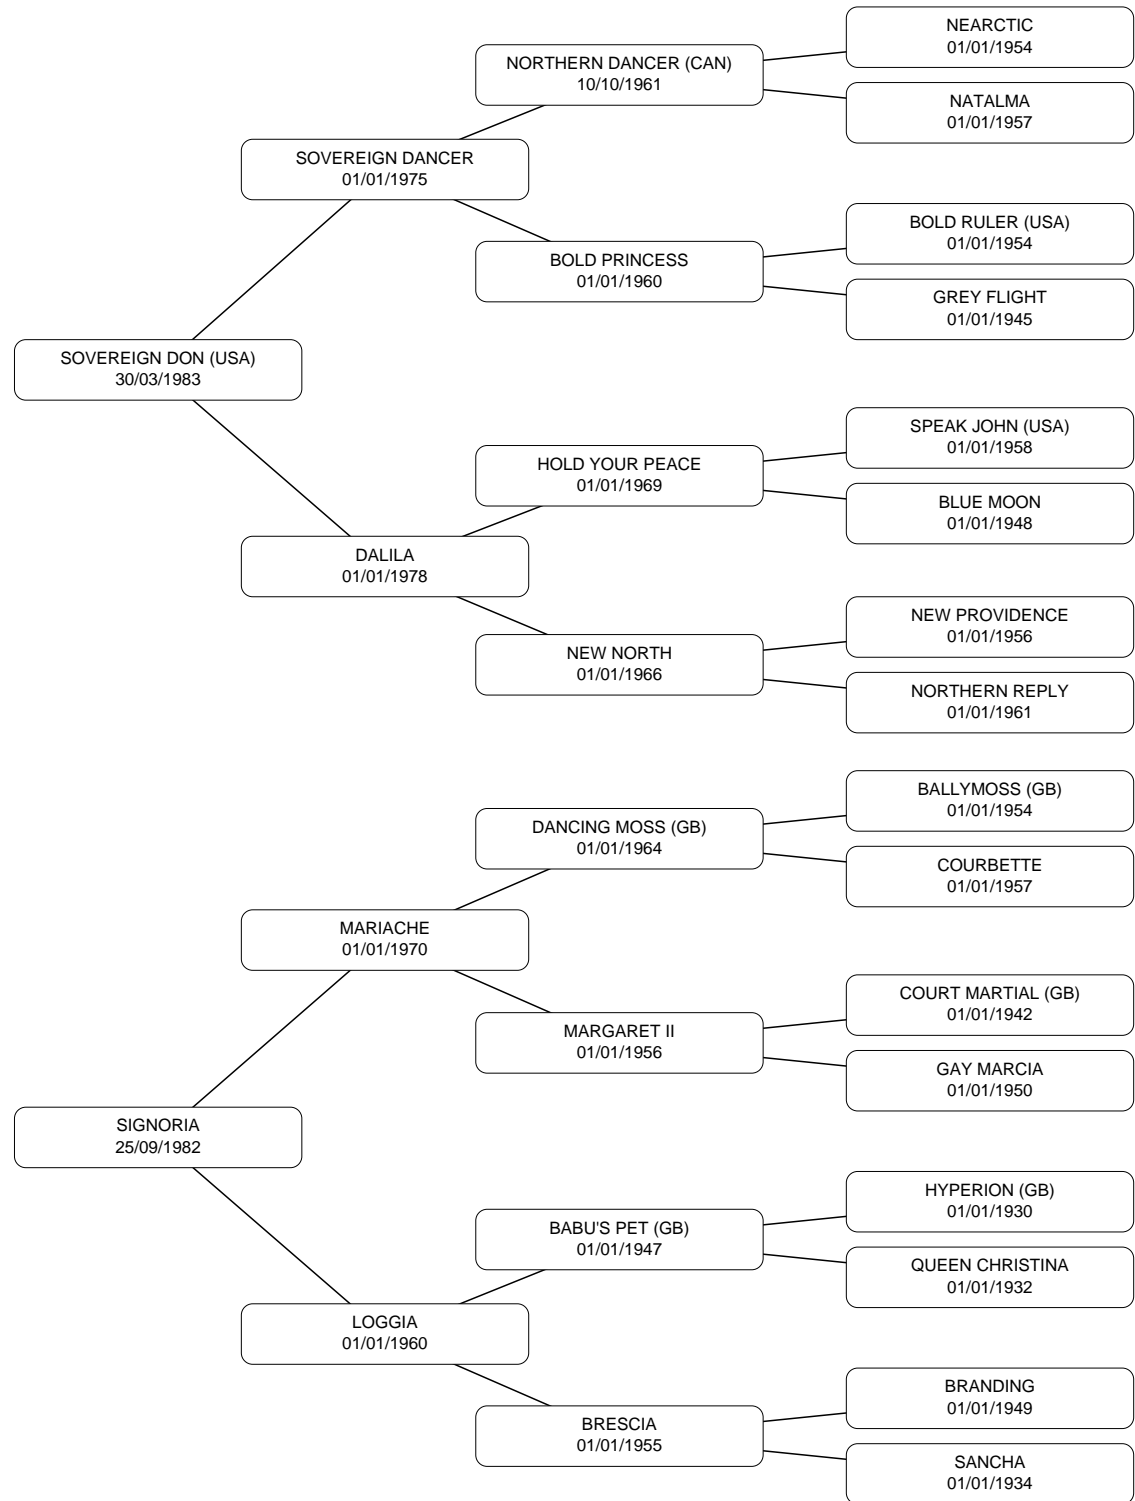 NEARCTIC
01/01/1954
NORTHERN DANCER (CAN)
10/10/1961
NATALMA
01/01/1957
SOVEREIGN DANCER
01/01/1975
BOLD RULER (USA)
01/01/1954
BOLD PRINCESS
01/01/1960
GREY FLIGHT
01/01/1945
SOVEREIGN DON (USA)
30/03/1983
SPEAK JOHN (USA)
01/01/1958
HOLD YOUR PEACE
01/01/1969
BLUE MOON
01/01/1948
DALILA
01/01/1978
NEW PROVIDENCE
01/01/1956
NEW NORTH
01/01/1966
NORTHERN REPLY
01/01/1961
BALLYMOSS (GB)
01/01/1954
DANCING MOSS (GB)
01/01/1964
COURBETTE
01/01/1957
MARIACHE
01/01/1970
COURT MARTIAL (GB)
01/01/1942
MARGARET II
01/01/1956
GAY MARCIA
01/01/1950
SIGNORIA
25/09/1982
HYPERION (GB)
01/01/1930
BABU'S PET (GB)
01/01/1947
QUEEN CHRISTINA
01/01/1932
LOGGIA
01/01/1960
BRANDING
01/01/1949
BRESCIA
01/01/1955
SANCHA
01/01/1934